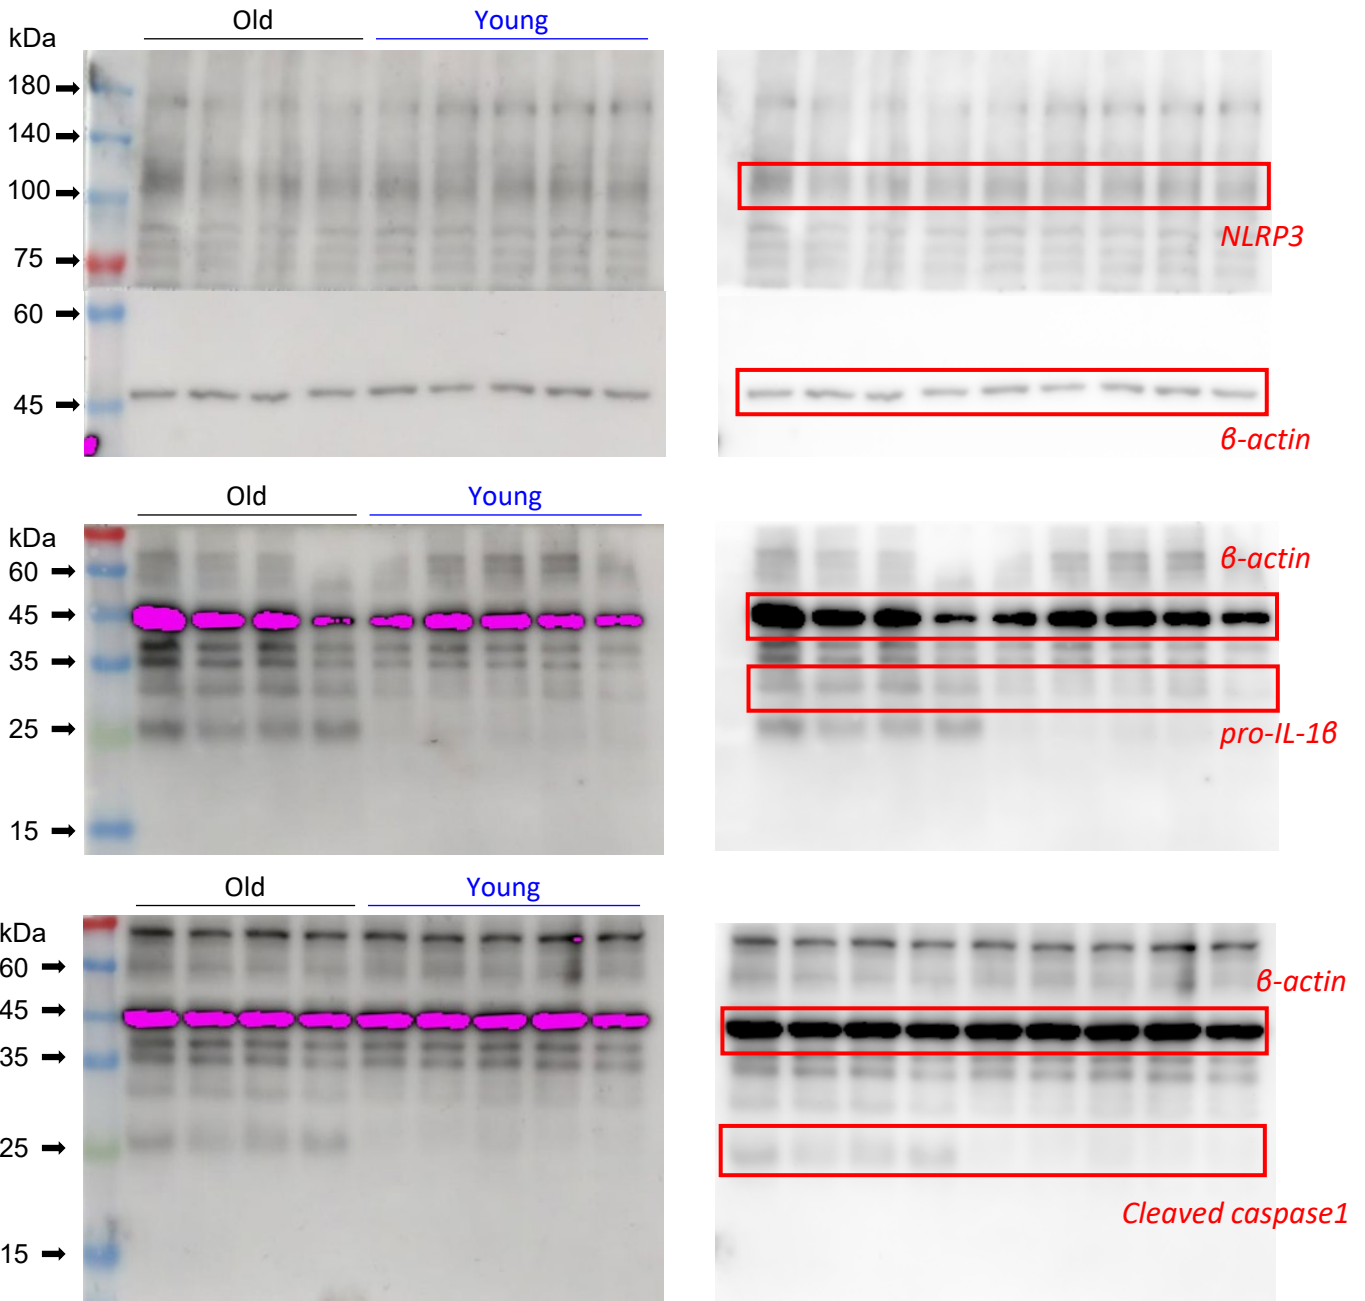 Old Young
kDa
180
140
100
NLRP3
75
60
45
β-actin
Old Young
kDa
60
β-actin
45
35
25
pro-IL-1β
15
Old Young
kDa
60
β-actin
45
35
25
Cleaved caspase1
15